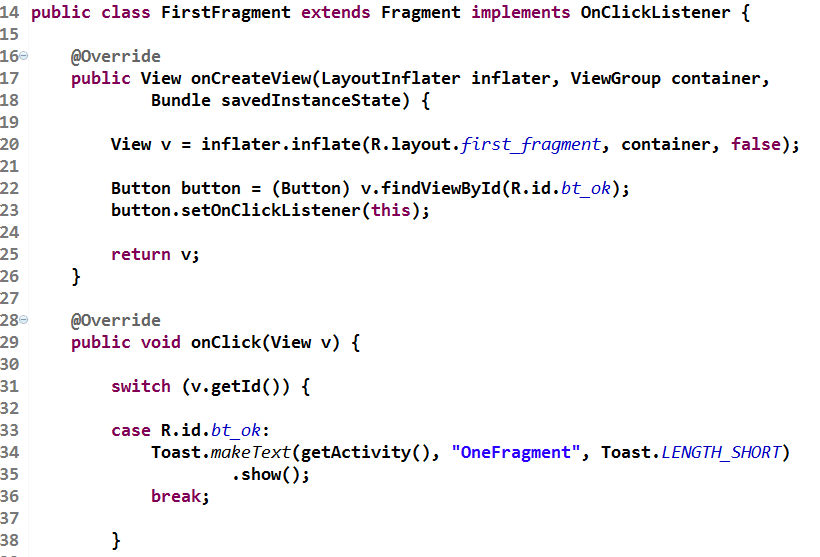 14 public class FirstFragment extends Fragment implements OnClickListener {
15
16 @Override
17 public View onCreateView(LayoutInflater inflater, ViewGroup container,
18 Bundle savedInstanceState) {
19
20 View v = inflater.inflate(R.layout.first_fragment, container, false);
21
22 Button button = (Button) v.findViewById(R.id.bt_ok);
23 button.setOnClickListener(this);
24
25 return v;
26 }
27
28 @Override
29 public void onClick(View v) {
30
31 switch (v.getId()) {
32
33 case R.id.bt_ok:
34 Toast.makeText(getActivity(), "OneFragment", Toast.LENGTH_SHORT)
35 .show();
36 break;
37
38 }